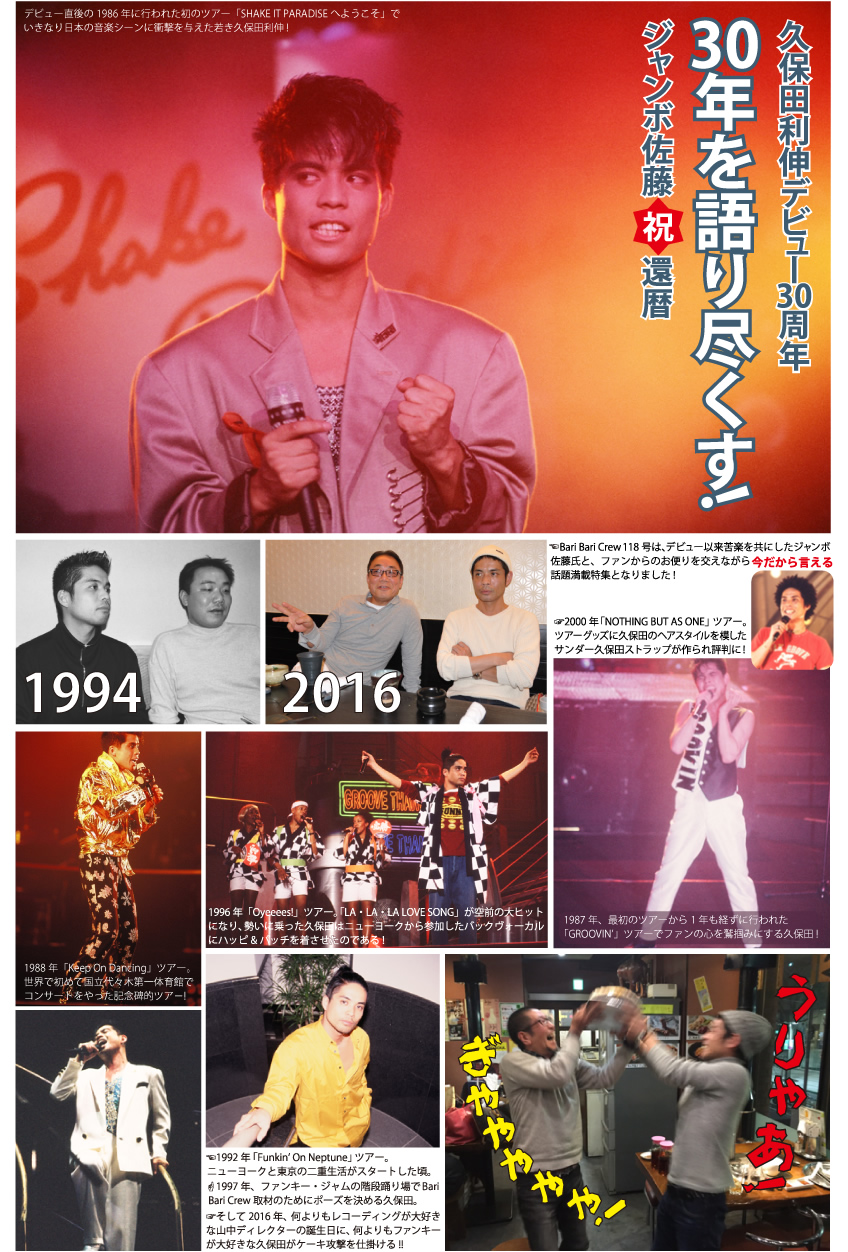 デビュー直後の1986年に行われた初のツアー「SHAKE IT PARADISEへようこそ」で
いきなり日本の音楽シーンに衝撃を与えた若き久保田利伸！
久保田利伸デビュー30周年
30年を語り尽くす！
ジャンボ佐藤 祝 還暦
Shake
1994
2016
☜Bari Bari Crew 118号は、デビュー以来苦楽を共にしたジャンボ
佐藤氏と、ファンからのお便りを交えながら今だから言える
話題満載特集となりました！
☞2000年「NOTHING BUT AS ONE」ツアー。
ツアーグッズに久保田のヘアスタイルを模した
サンダー久保田ストラップが作られ評判に！
1987年、最初のツアーから1年も経ずに行われた
「GROOVIN'」ツアーでファンの心を鷲掴みにする久保田！
GROOVE THANG
1996年「Oyeeees!」ツアー。「LA・LA・LA LOVE SONG」が空前の大ヒット
になり、勢いに乗った久保田はニューヨークから参加したバックヴォーカル
にハッピ＆パッチを着させたのである！
1988年「Keep On Dancing」ツアー。
世界で初めて国立代々木第一体育館で
コンサートをやった記念碑的ツアー!
☜1992年「Funkin' On Neptune」ツアー。
ニューヨークと東京の二重生活がスタートした頃。
☝1997年、ファンキー・ジャムの階段踊り場でBari
Bari Crew 取材のためにポーズを決める久保田。
☞そして2016年、何よりもレコーディングが大好き
な山中ディレクターの誕生日に、何よりもファンキー
が大好きな久保田がケーキ攻撃を仕掛ける!!
ぎゃゃゃゃゃゃ！
うりゃあ！